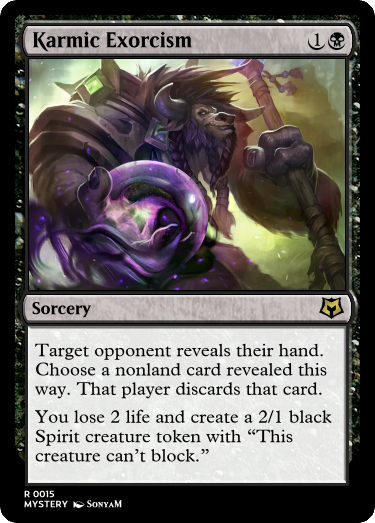 Karmic Exorcism 1
Sorcery
Target opponent reveals their hand.
Choose a nonland card revealed this
way. That player discards that card.
You lose 2 life and create a 2/1 black
Spirit creature token with “This
creature can’t block.”
R 0015
MYSTERY SONYAM